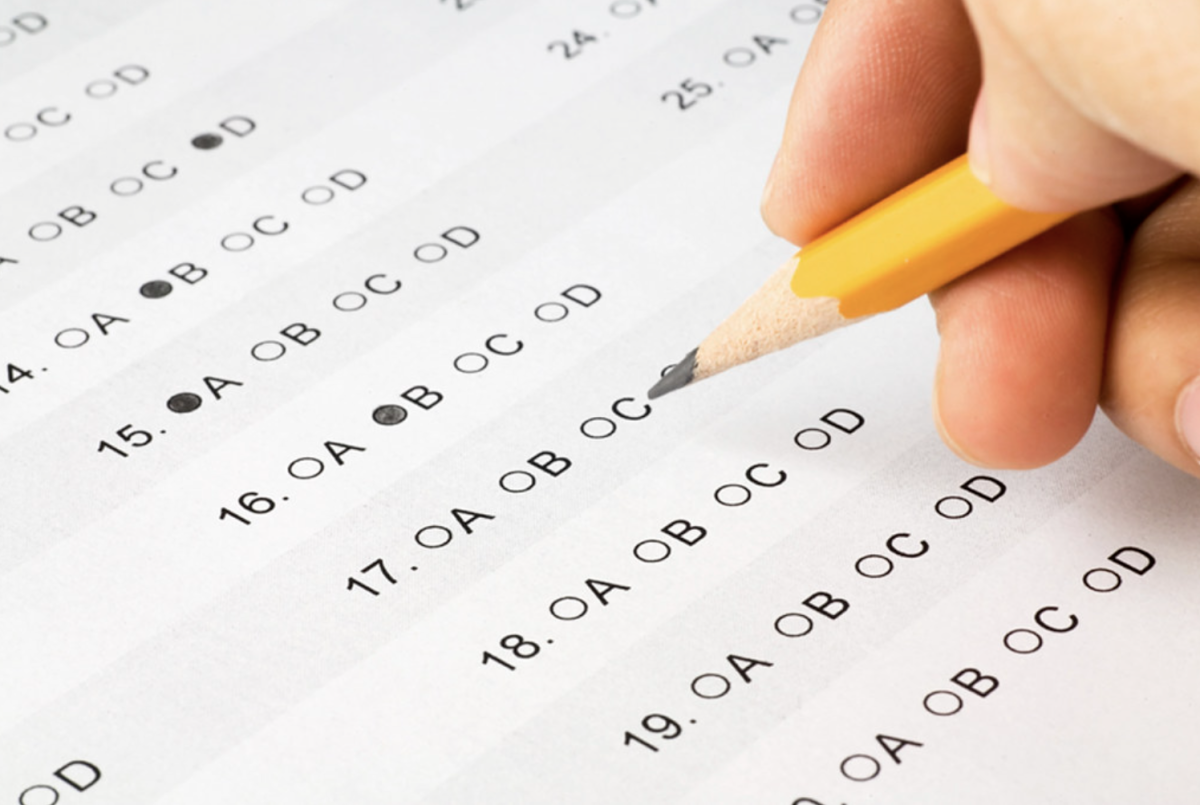 D
C D
B C D
14. A B C D
15. A B C D
16. A B C D
17. A B C
18. A B C D
19. A B C D
A B C D
D
24.
25. A